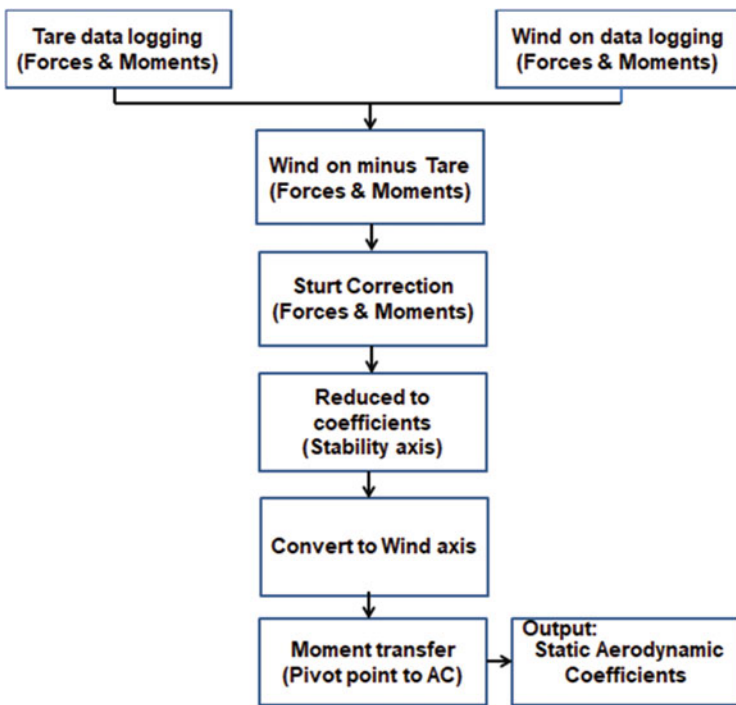 Tare data logging
(Forces & Moments)
Wind on data logging
(Forces & Moments)
Wind on minus Tare
(Forces & Moments)
Sturt Correction
(Forces & Moments)
Reduced to
coefficients
(Stability axis)
Convert to Wind axis
Moment transfer
(Pivot point to AC)
Output:
Static Aerodynamic
Coefficients